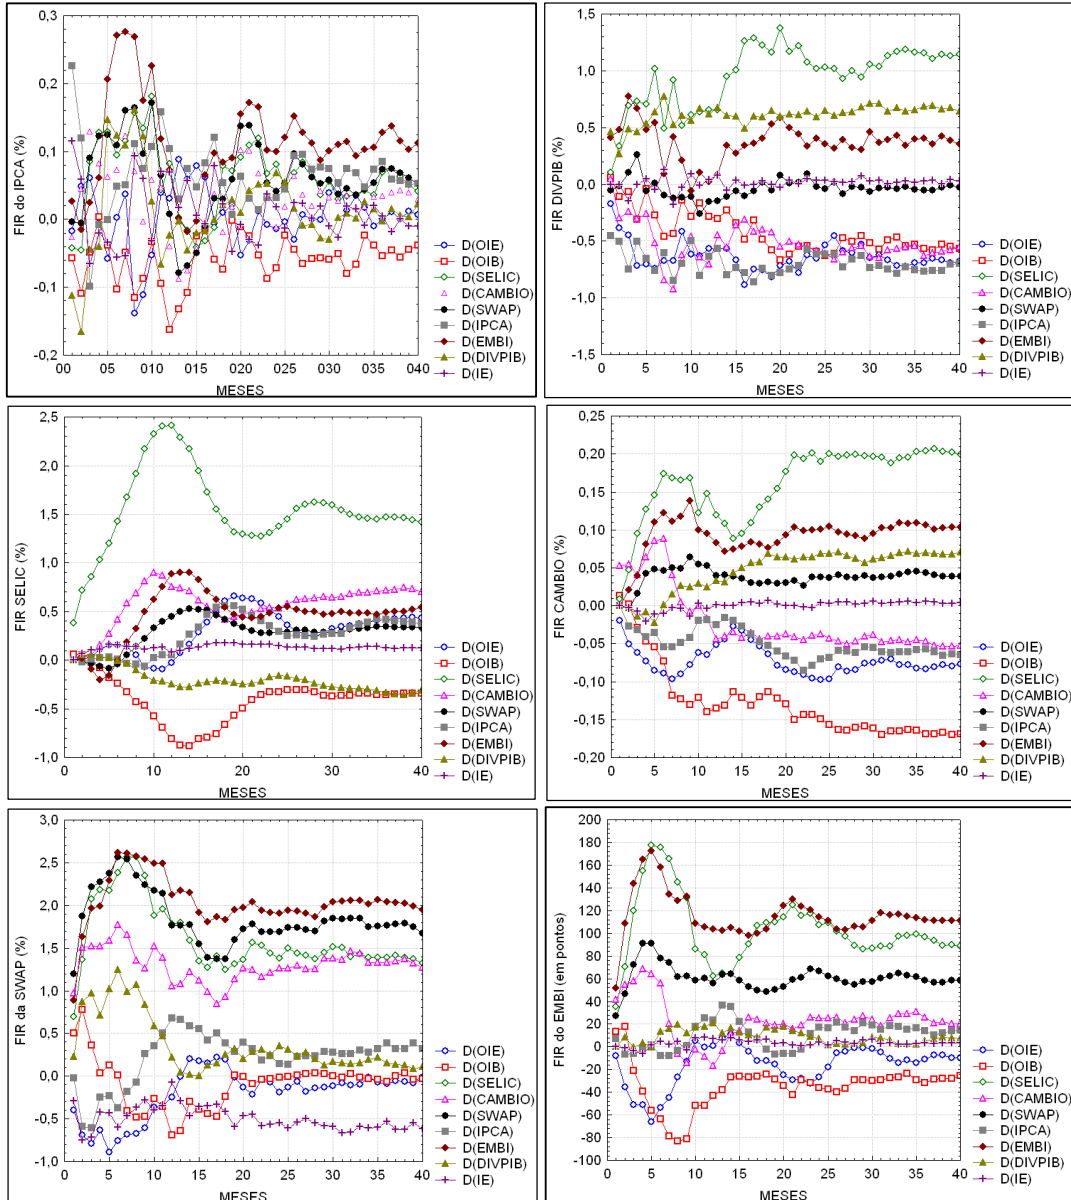 FIR do IPCA (%)
0,3
0,2
0,1
0,0
-0,1
-0,2
00 05 010 015 020 025 030 035 040
MESES
D(OIE)
D(OIB)
D(SELIC)
D(CAMBIO)
D(SWAP)
D(IPCA)
D(EMBI)
D(DIVPIB)
D(IE)
FIR DIVPIB (%)
1,5
1,0
0,5
0,0
-0,5
-1,0
-1,5
0 5 10 15 20 25 30 35 40
MESES
D(OIE)
D(OIB)
D(SELIC)
D(CAMBIO)
D(SWAP)
D(IPCA)
D(EMBI)
D(DIVPIB)
D(IE)
FIR SELIC (%)
2,5
2,0
1,5
1,0
0,5
0,0
-0,5
-1,0
0 10 20 30 40
MESES
D(OIE)
D(OIB)
D(SELIC)
D(CAMBIO)
D(SWAP)
D(IPCA)
D(EMBI)
D(DIVPIB)
D(IE)
FIR CAMBIO (%)
0,25
0,20
0,15
0,10
0,05
0,00
-0,05
-0,10
-0,15
-0,20
0 5 10 15 20 25 30 35 40
MESES
D(OIE)
D(OIB)
D(SELIC)
D(CAMBIO)
D(SWAP)
D(IPCA)
D(EMBI)
D(DIVPIB)
D(IE)
FIR da SWAP (%)
3,0
2,5
2,0
1,5
1,0
0,5
0,0
-0,5
-1,0
0 5 10 15 20 25 30 35 40
MESES
D(OIE)
D(OIB)
D(SELIC)
D(CAMBIO)
D(SWAP)
D(IPCA)
D(EMBI)
D(DIVPIB)
D(IE)
FIR do EMBI (em pontos)
200
180
160
140
120
100
80
60
40
20
0
-20
-40
-60
-80
-100
0 5 10 15 20 25 30 35 40
MESES
D(OIE)
D(OIB)
D(SELIC)
D(CAMBIO)
D(SWAP)
D(IPCA)
D(EMBI)
D(DIVPIB)
D(IE)